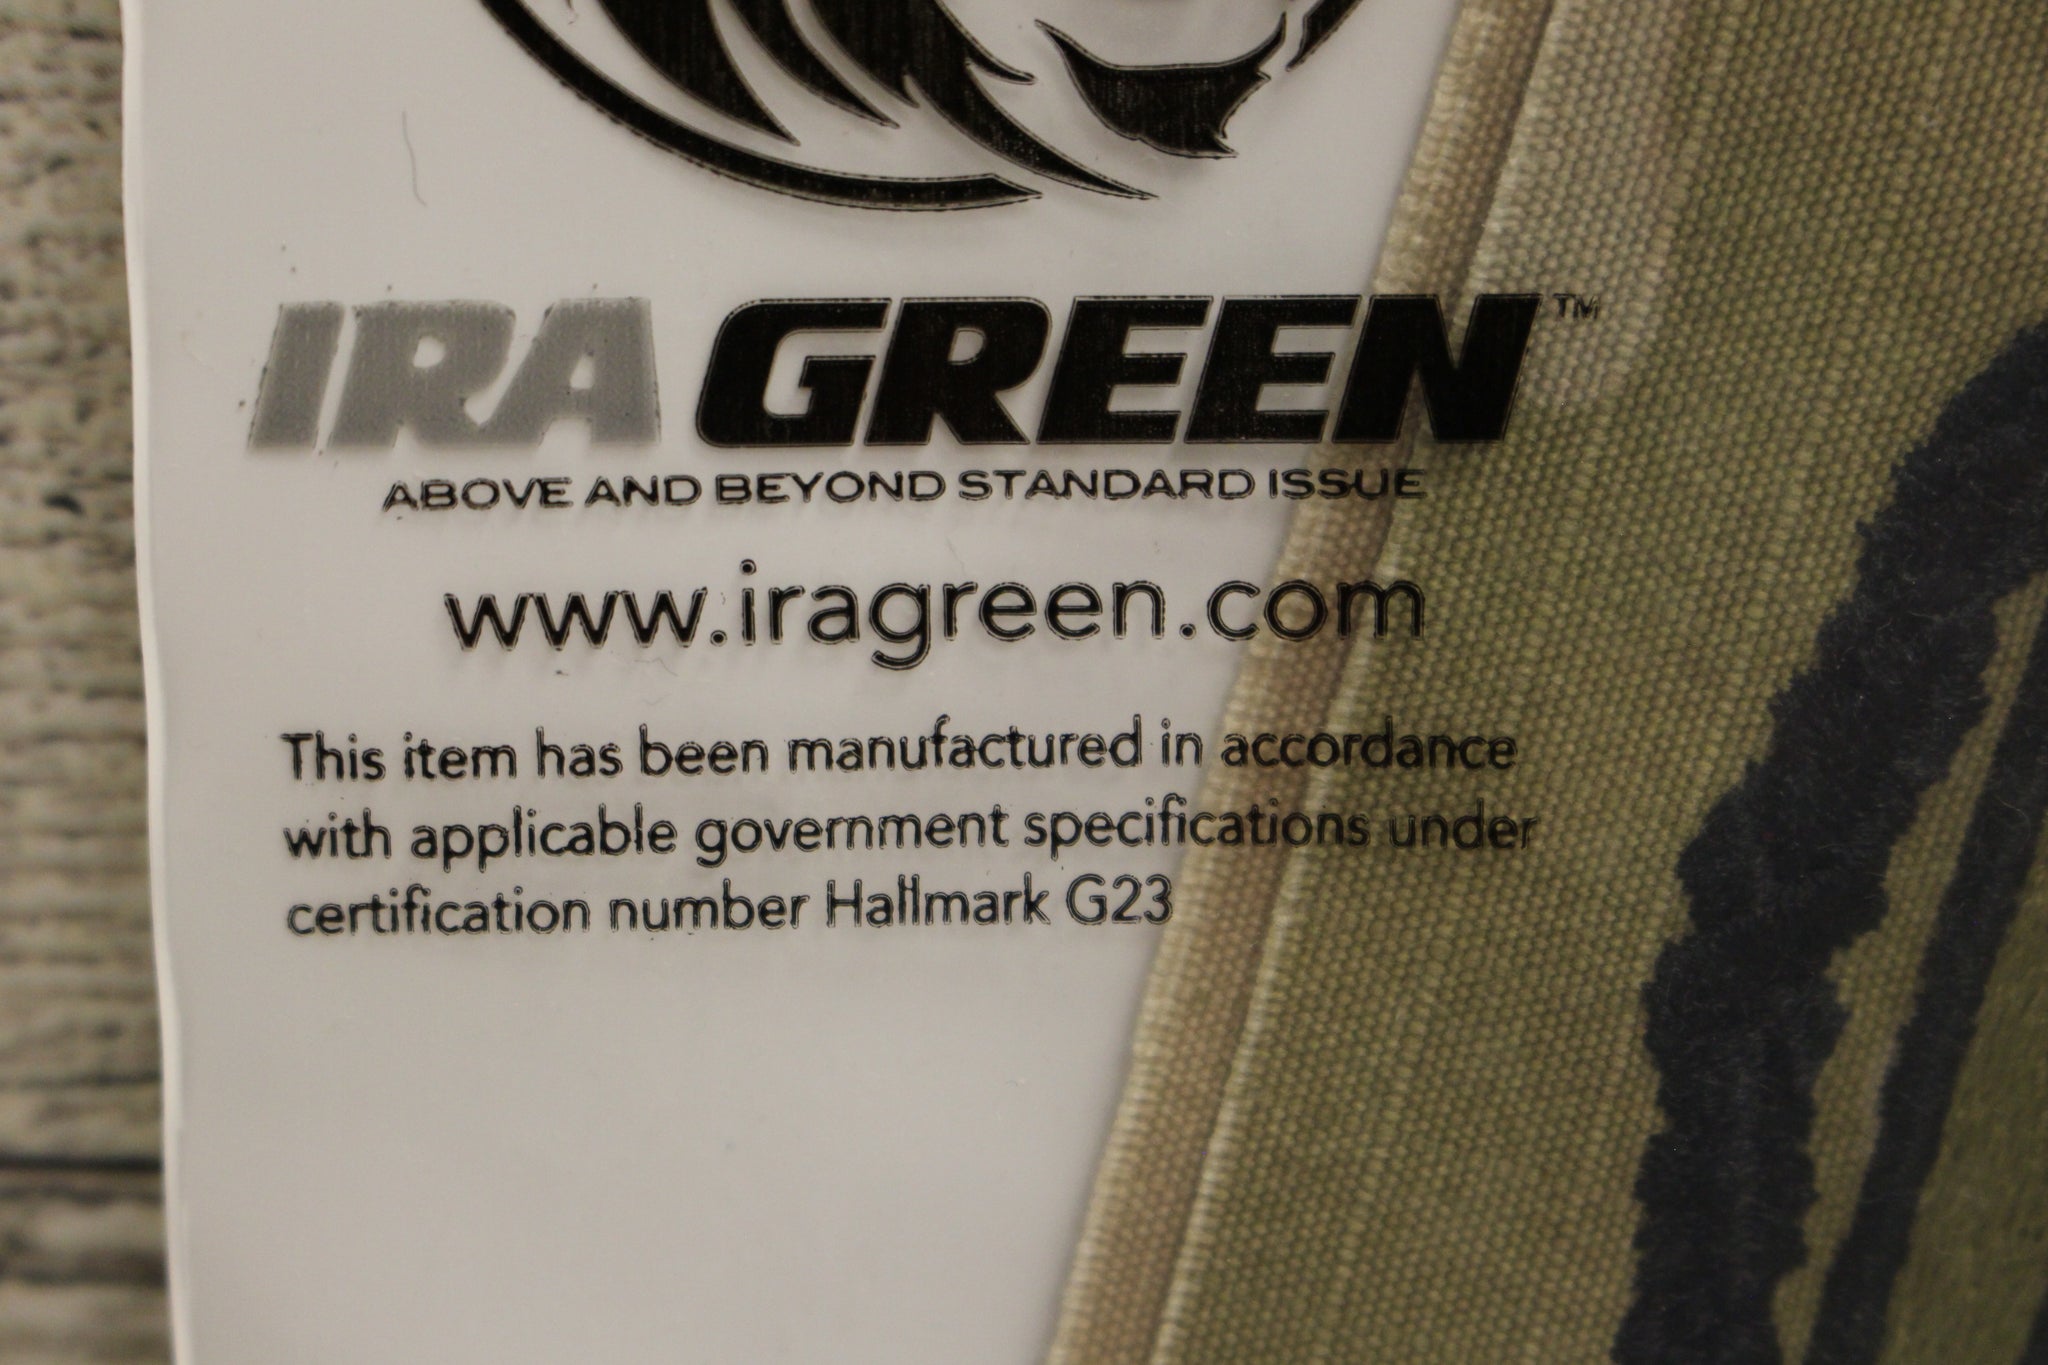 IRA GREEN™
ABOVE AND BEYOND STANDARD ISSUE
www.iragreen.com
This item has been manufactured in accordance
with applicable government specifications under
certification number Hallmark G23